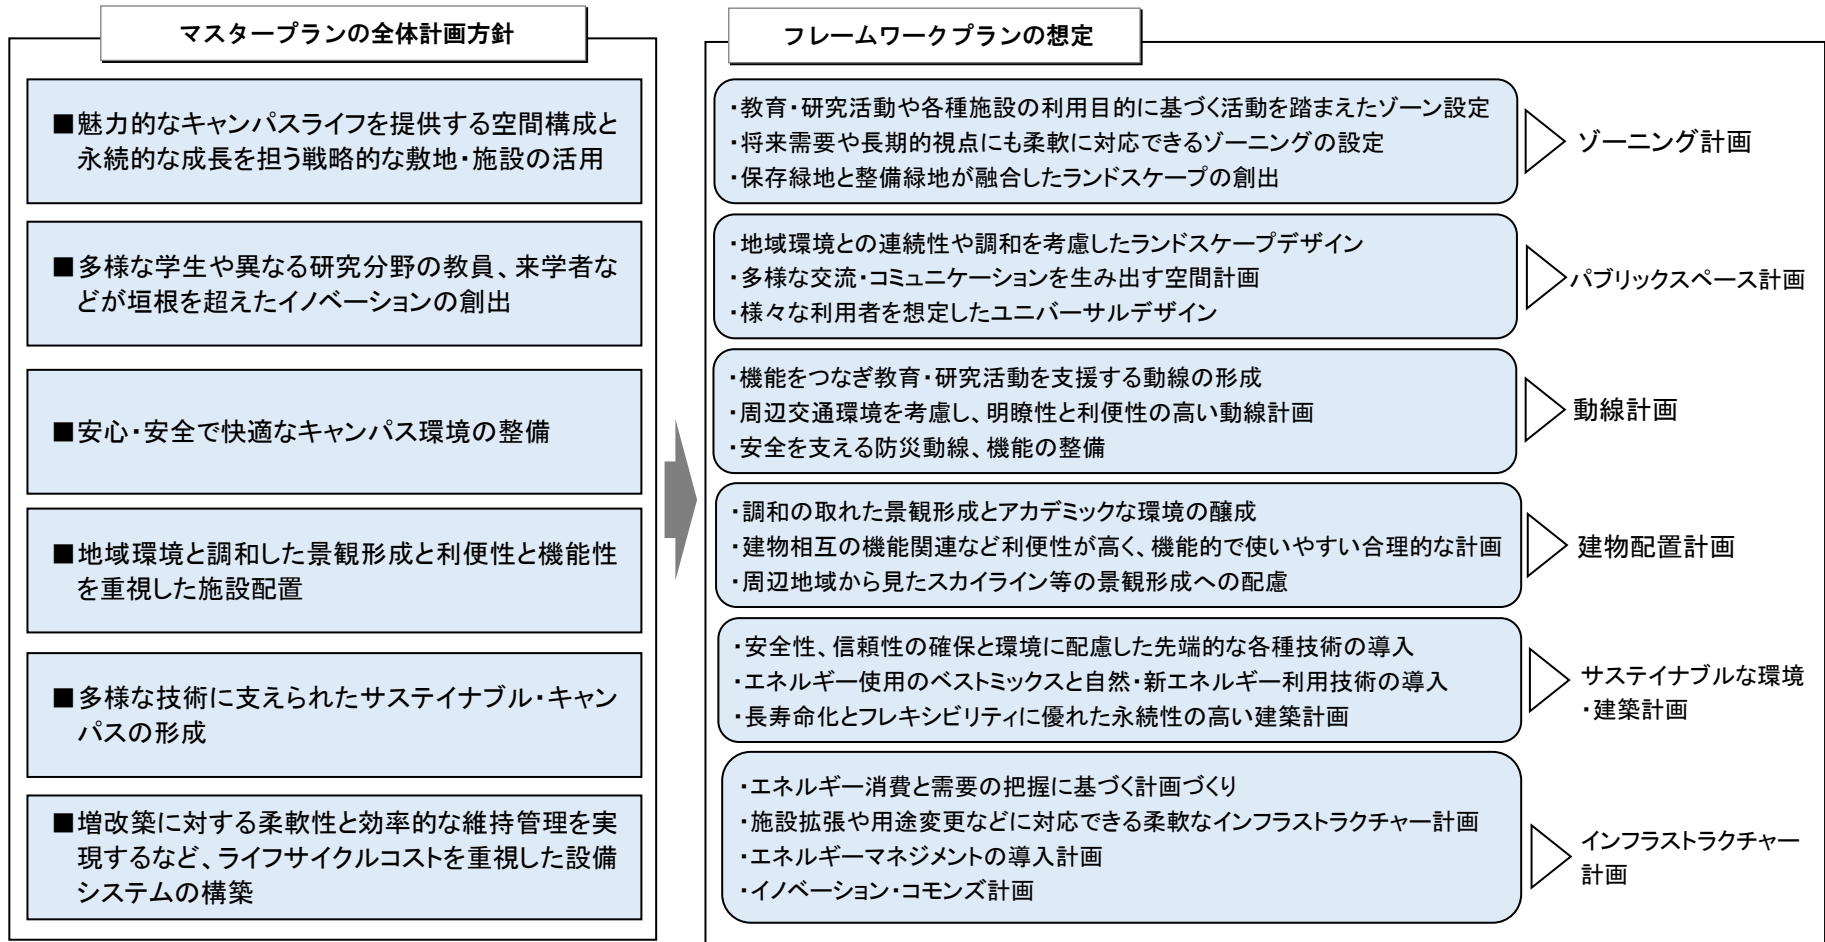 マスタープランの全体計画方針
■魅力的なキャンパスライフを提供する空間構成と
永続的な成長を担う戦略的な敷地・施設の活用
■多様な学生や異なる研究分野の教員、来学者な
どが垣根を超えたイノベーションの創出
■安心・安全で快適なキャンパス環境の整備
■地域環境と調和した景観形成と利便性と機能性
を重視した施設配置
■多様な技術に支えられたサステイナブル・キャン
パスの形成
■増改築に対する柔軟性と効率的な維持管理を実
現するなど、ライフサイクルコストを重視した設備
システムの構築
フレームワークプランの想定
・教育・研究活動や各種施設の利用目的に基づく活動を踏まえたゾーン設定
・将来需要や長期的視点にも柔軟に対応できるゾーニングの設定
・保存緑地と整備緑地が融合したランドスケープの創出
ゾーニング計画
・地域環境との連続性や調和を考慮したランドスケープデザイン
・多様な交流・コミュニケーションを生み出す空間計画
・様々な利用者を想定したユニバーサルデザイン
パブリックスペース計画
・機能をつなぎ教育・研究活動を支援する動線の形成
・周辺交通環境を考慮し、明瞭性と利便性の高い動線計画
・安全を支える防災動線、機能の整備
動線計画
・調和の取れた景観形成とアカデミックな環境の醸成
・建物相互の機能関連など利便性が高く、機能的で使いやすい合理的な計画
・周辺地域から見たスカイライン等の景観形成への配慮
建物配置計画
・安全性、信頼性の確保と環境に配慮した先端的な各種技術の導入
・エネルギー使用のベストミックスと自然・新エネルギー利用技術の導入
・長寿命化とフレキシビリティに優れた永続性の高い建築計画
サステイナブルな環境
・建築計画
・エネルギー消費と需要の把握に基づく計画づくり
・施設拡張や用途変更などに対応できる柔軟なインフラストラクチャー計画
・エネルギーマネジメントの導入計画
・イノベーション・コモンズ計画
インフラストラクチャー
計画